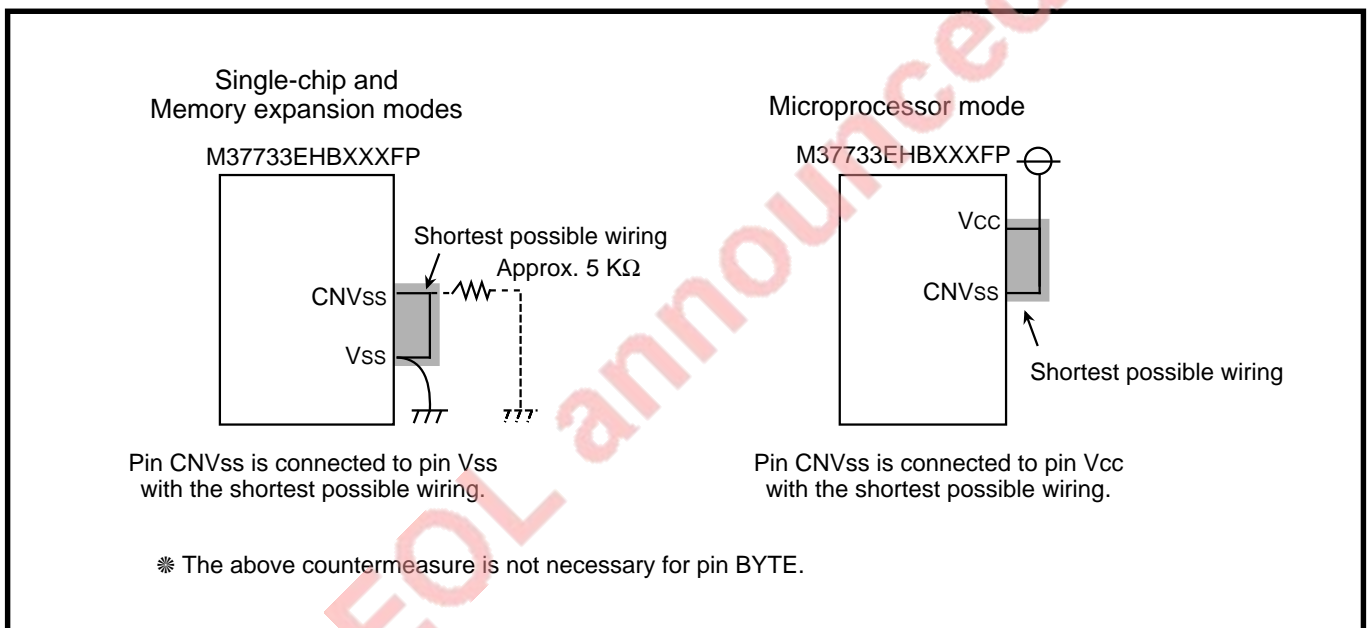 Single-chip and
Memory expansion modes
M37733EHBXXXFP
Shortest possible wiring
Approx. 5 KΩ
CNVSS
VSS
Pin CNVss is connected to pin Vss
with the shortest possible wiring.
Microprocessor mode
M37733EHBXXXFP
VCC
CNVSS
Shortest possible wiring
Pin CNVss is connected to pin Vcc
with the shortest possible wiring.
❋ The above countermeasure is not necessary for pin BYTE.
EOL announced